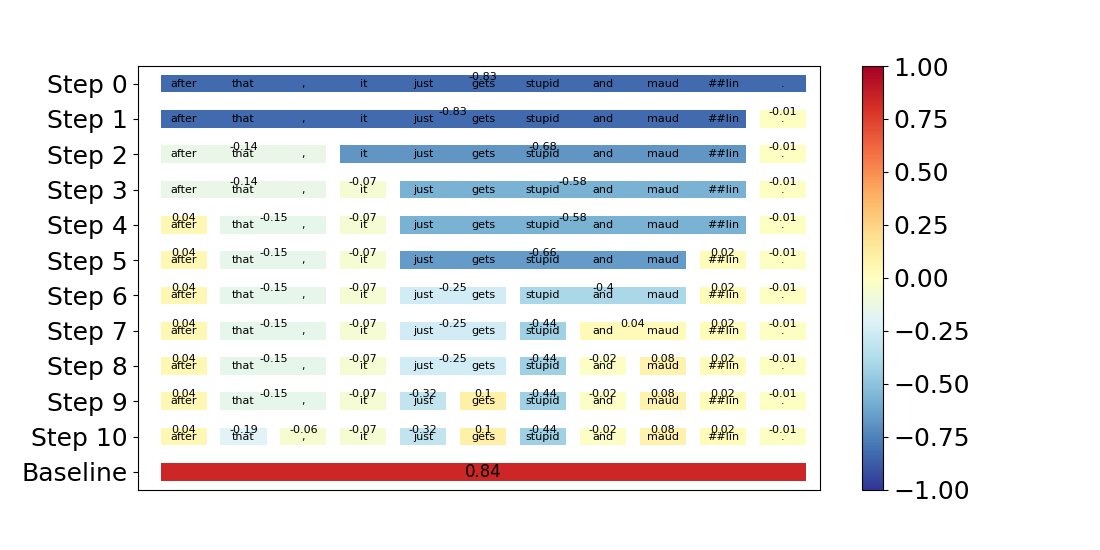 1.00
Step 0 after that , it just -0.83 gets stupid and maud ##lin .
Step 1 after that , it just -0.83 gets stupid and maud ##lin -0.01 .
0.75
Step 2 after -0.14 that , it just gets -0.68 stupid and maud ##lin -0.01 .
0.50
Step 3 after -0.14 that , -0.07 it just gets stupid -0.58 and maud ##lin -0.01 .
Step 4 0.04 after that -0.15 , -0.07 it just gets stupid -0.58 and maud ##lin -0.01 .
0.25
Step 5 0.04 after that -0.15 , -0.07 it just gets -0.66 stupid and maud 0.02 ##lin -0.01 .
0.00
Step 6 0.04 after that -0.15 , -0.07 it just -0.25 gets stupid -0.4 and maud 0.02 ##lin -0.01 .
Step 7 0.04 after that -0.15 , -0.07 it just -0.25 gets -0.44 stupid and 0.04 maud 0.02 ##lin -0.01 .
−0.25
Step 8 0.04 after that -0.15 , -0.07 it just -0.25 gets -0.44 stupid -0.02 and 0.08 maud 0.02 ##lin -0.01 .
−0.50
Step 9 0.04 after that -0.15 , -0.07 it -0.32 just 0.1 gets -0.44 stupid -0.02 and 0.08 maud 0.02 ##lin -0.01 .
Step 10 0.04 after -0.19 that -0.06 , -0.07 it -0.32 just 0.1 gets -0.44 stupid -0.02 and 0.08 maud 0.02 ##lin -0.01 .
−0.75
Baseline 0.84
−1.00